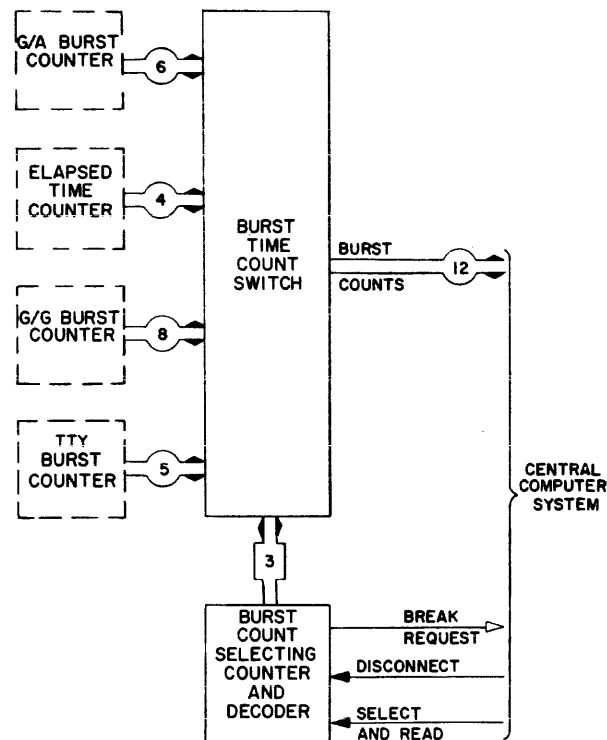 G/A BURST
COUNTER
6
ELAPSED
TIME
COUNTER
4
G/G BURST
COUNTER
8
TTY
BURST
COUNTER
5
BURST
TIME
COUNT
SWITCH
BURST
12
COUNTS
CENTRAL
COMPUTER
SYSTEM
3
BURST
COUNT
SELECTING
COUNTER
AND
DECODER
BREAK
REQUEST
DISCONNECT
SELECT
AND READ